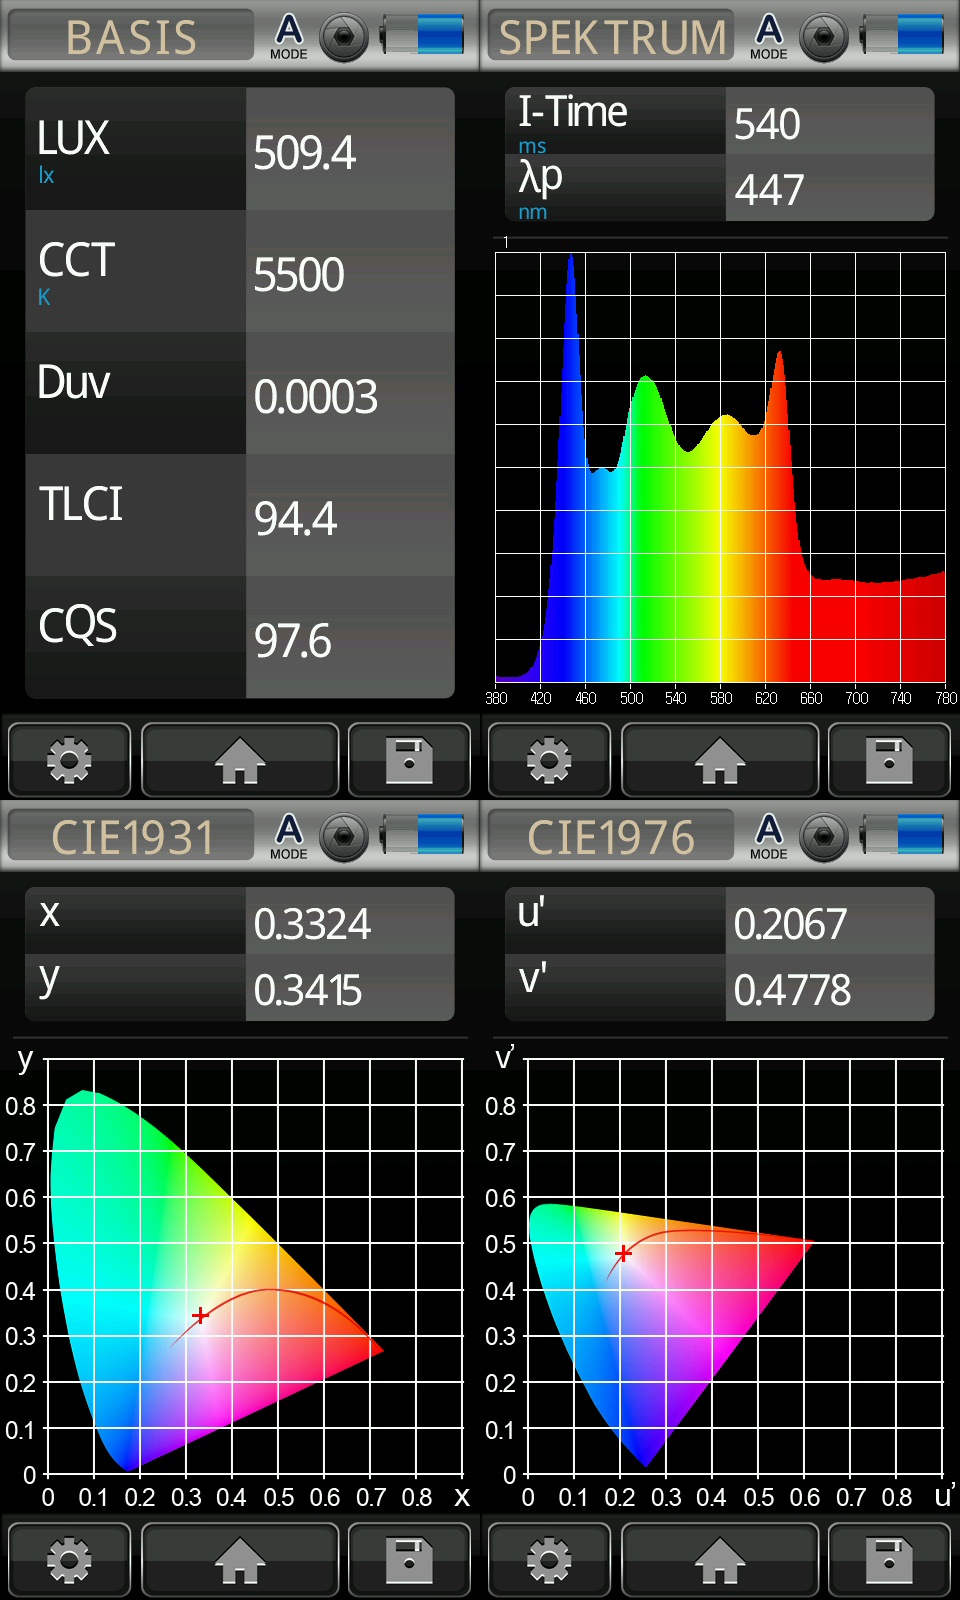 BASIS
A
MODE
LUX
lx
509.4
CCT
K
5500
Duv
0.0003
TLCI
94.4
CQS
97.6
SPEKTRUM
A
MODE
I-Time
ms
540
λp
nm
447
1
380 420 460 500 540 580 620 660 700 740 780
CIE1931
A
MODE
x
0.3324
y
0.3415
y
0.8
0.7
0.6
0.5
0.4
0.3
0.2
0.1
0
0 0.1 0.2 0.3 0.4 0.5 0.6 0.7 0.8 x
CIE1976
A
MODE
u'
0.2067
v'
0.4778
v'
0.8
0.7
0.6
0.5
0.4
0.3
0.2
0.1
0
0 0.1 0.2 0.3 0.4 0.5 0.6 0.7 0.8 u'